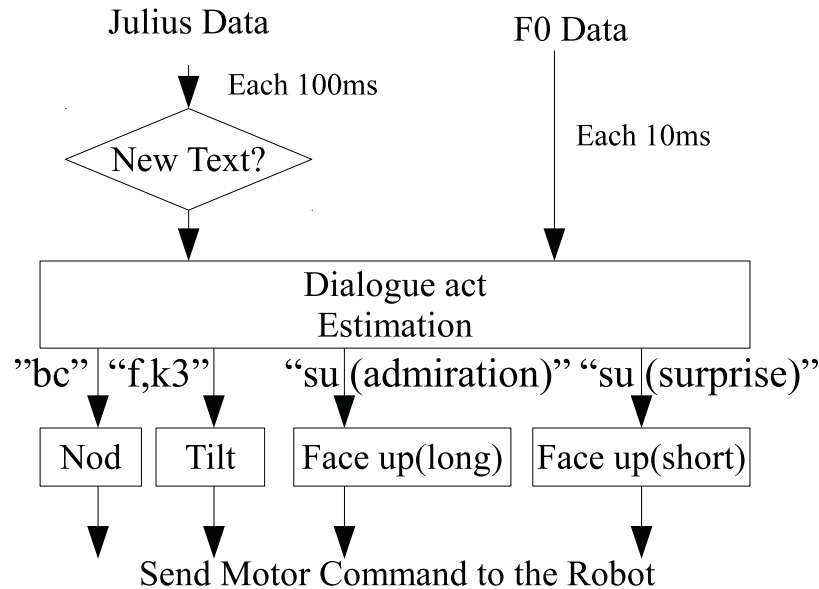 Julius Data
F0 Data
Each 100ms
Each 10ms
New Text?
Dialogue act
Estimation
”bc” “f,k3” “su (admiration)” “su (surprise)”
Nod
Tilt
Face up(long)
Face up(short)
Send Motor Command to the Robot